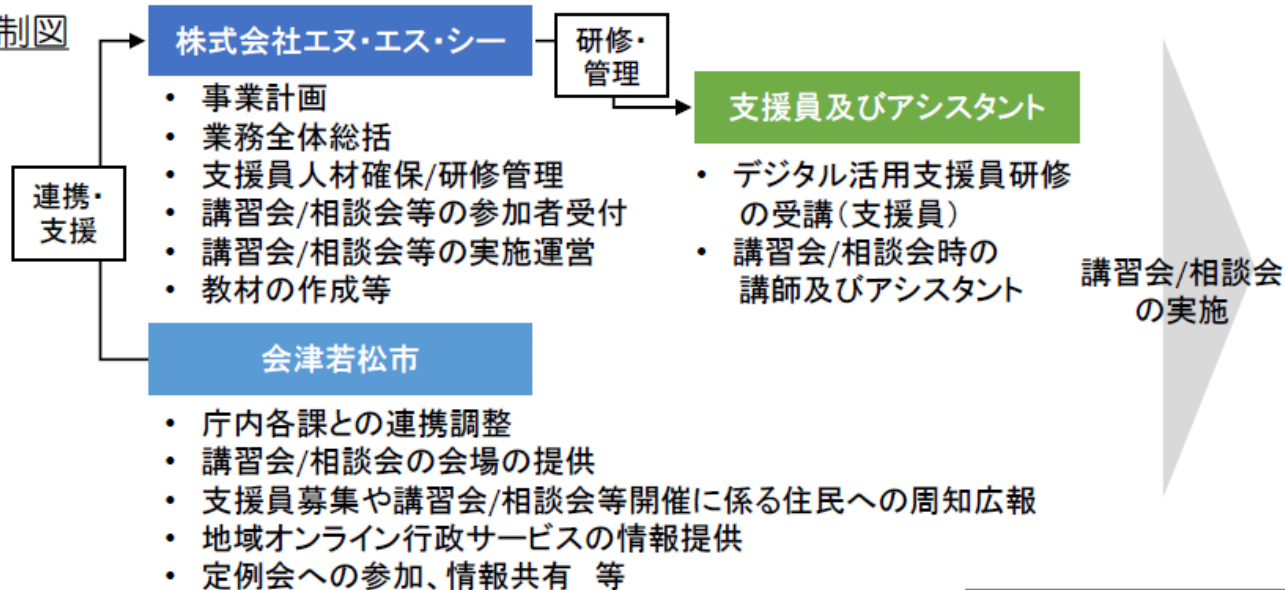 制図
株式会社エヌ・エス・シー
研修・
管理
支援員及びアシスタント
連携・
支援
• 事業計画
• 業務全体総括
• 支援員人材確保/研修管理
• 講習会/相談会等の参加者受付
• 講習会/相談会等の実施運営
• 教材の作成等
• デジタル活用支援員研修
の受講（支援員）
• 講習会/相談会時の
講師及びアシスタント
講習会/相談会
の実施
会津若松市
• 庁内各課との連携調整
• 講習会/相談会の会場の提供
• 支援員募集や講習会/相談会等開催に係る住民への周知広報
• 地域オンライン行政サービスの情報提供
• 定例会への参加、情報共有　等